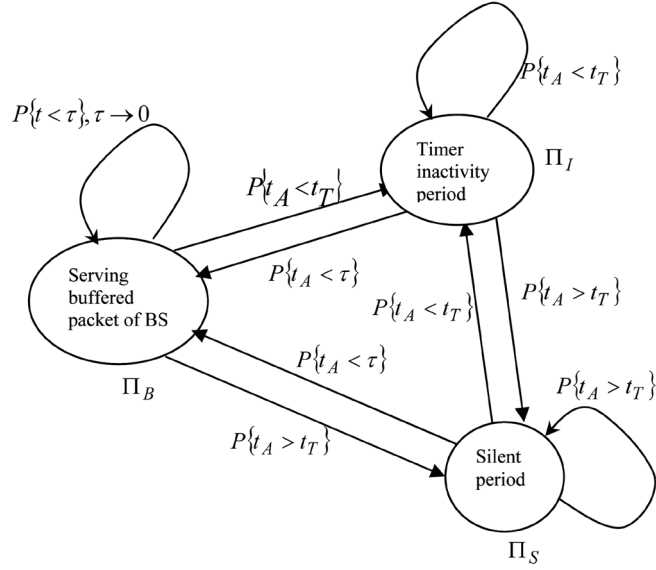 P{t_A < t_T}
P{t < τ}, τ → 0
Timer
inactivity
period
Π_I
P{t_A < t_T}
P{t_A < τ}
Serving
buffered
packet of BS
Π_B
P{t_A < t_T}
P{t_A > t_T}
P{t_A < τ}
P{t_A > t_T}
P{t_A > t_T}
Silent
period
Π_S